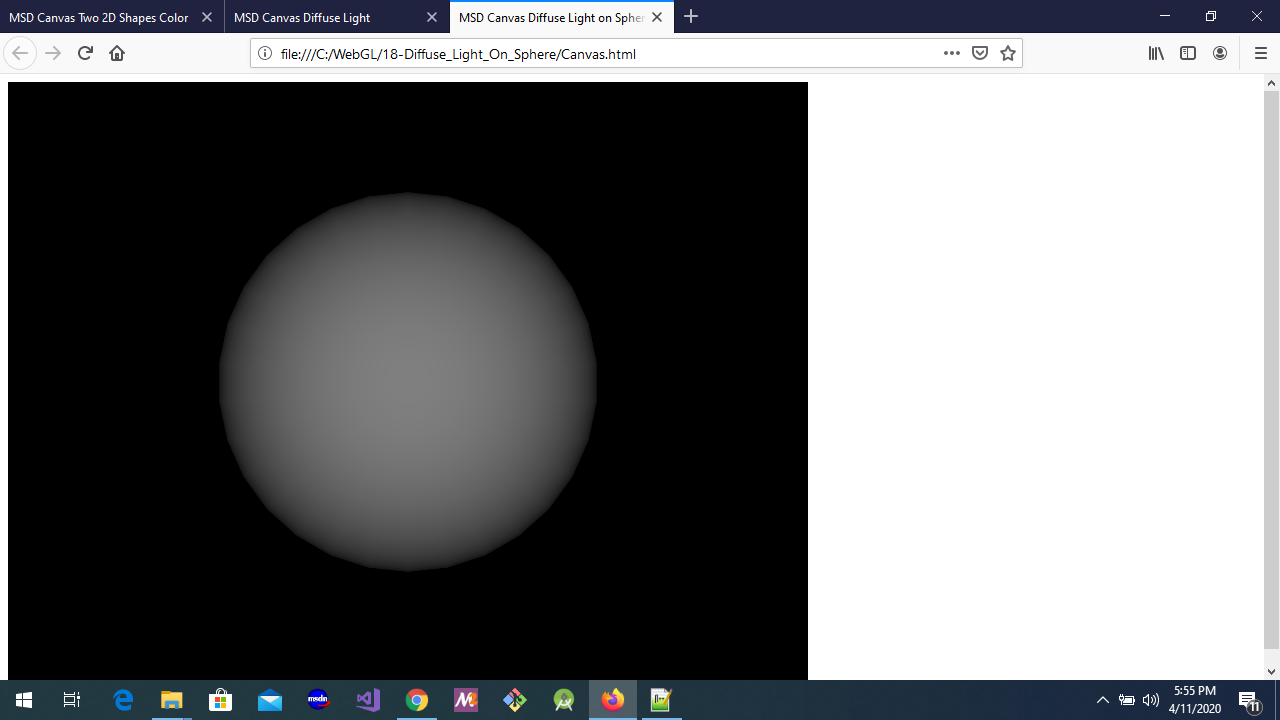 MSD Canvas Two 2D Shapes Color
MSD Canvas Diffuse Light
MSD Canvas Diffuse Light on Spher
file:///C:/WebGL/18-Diffuse_Light_On_Sphere/Canvas.html
msdn
5:55 PM
4/11/2020
11